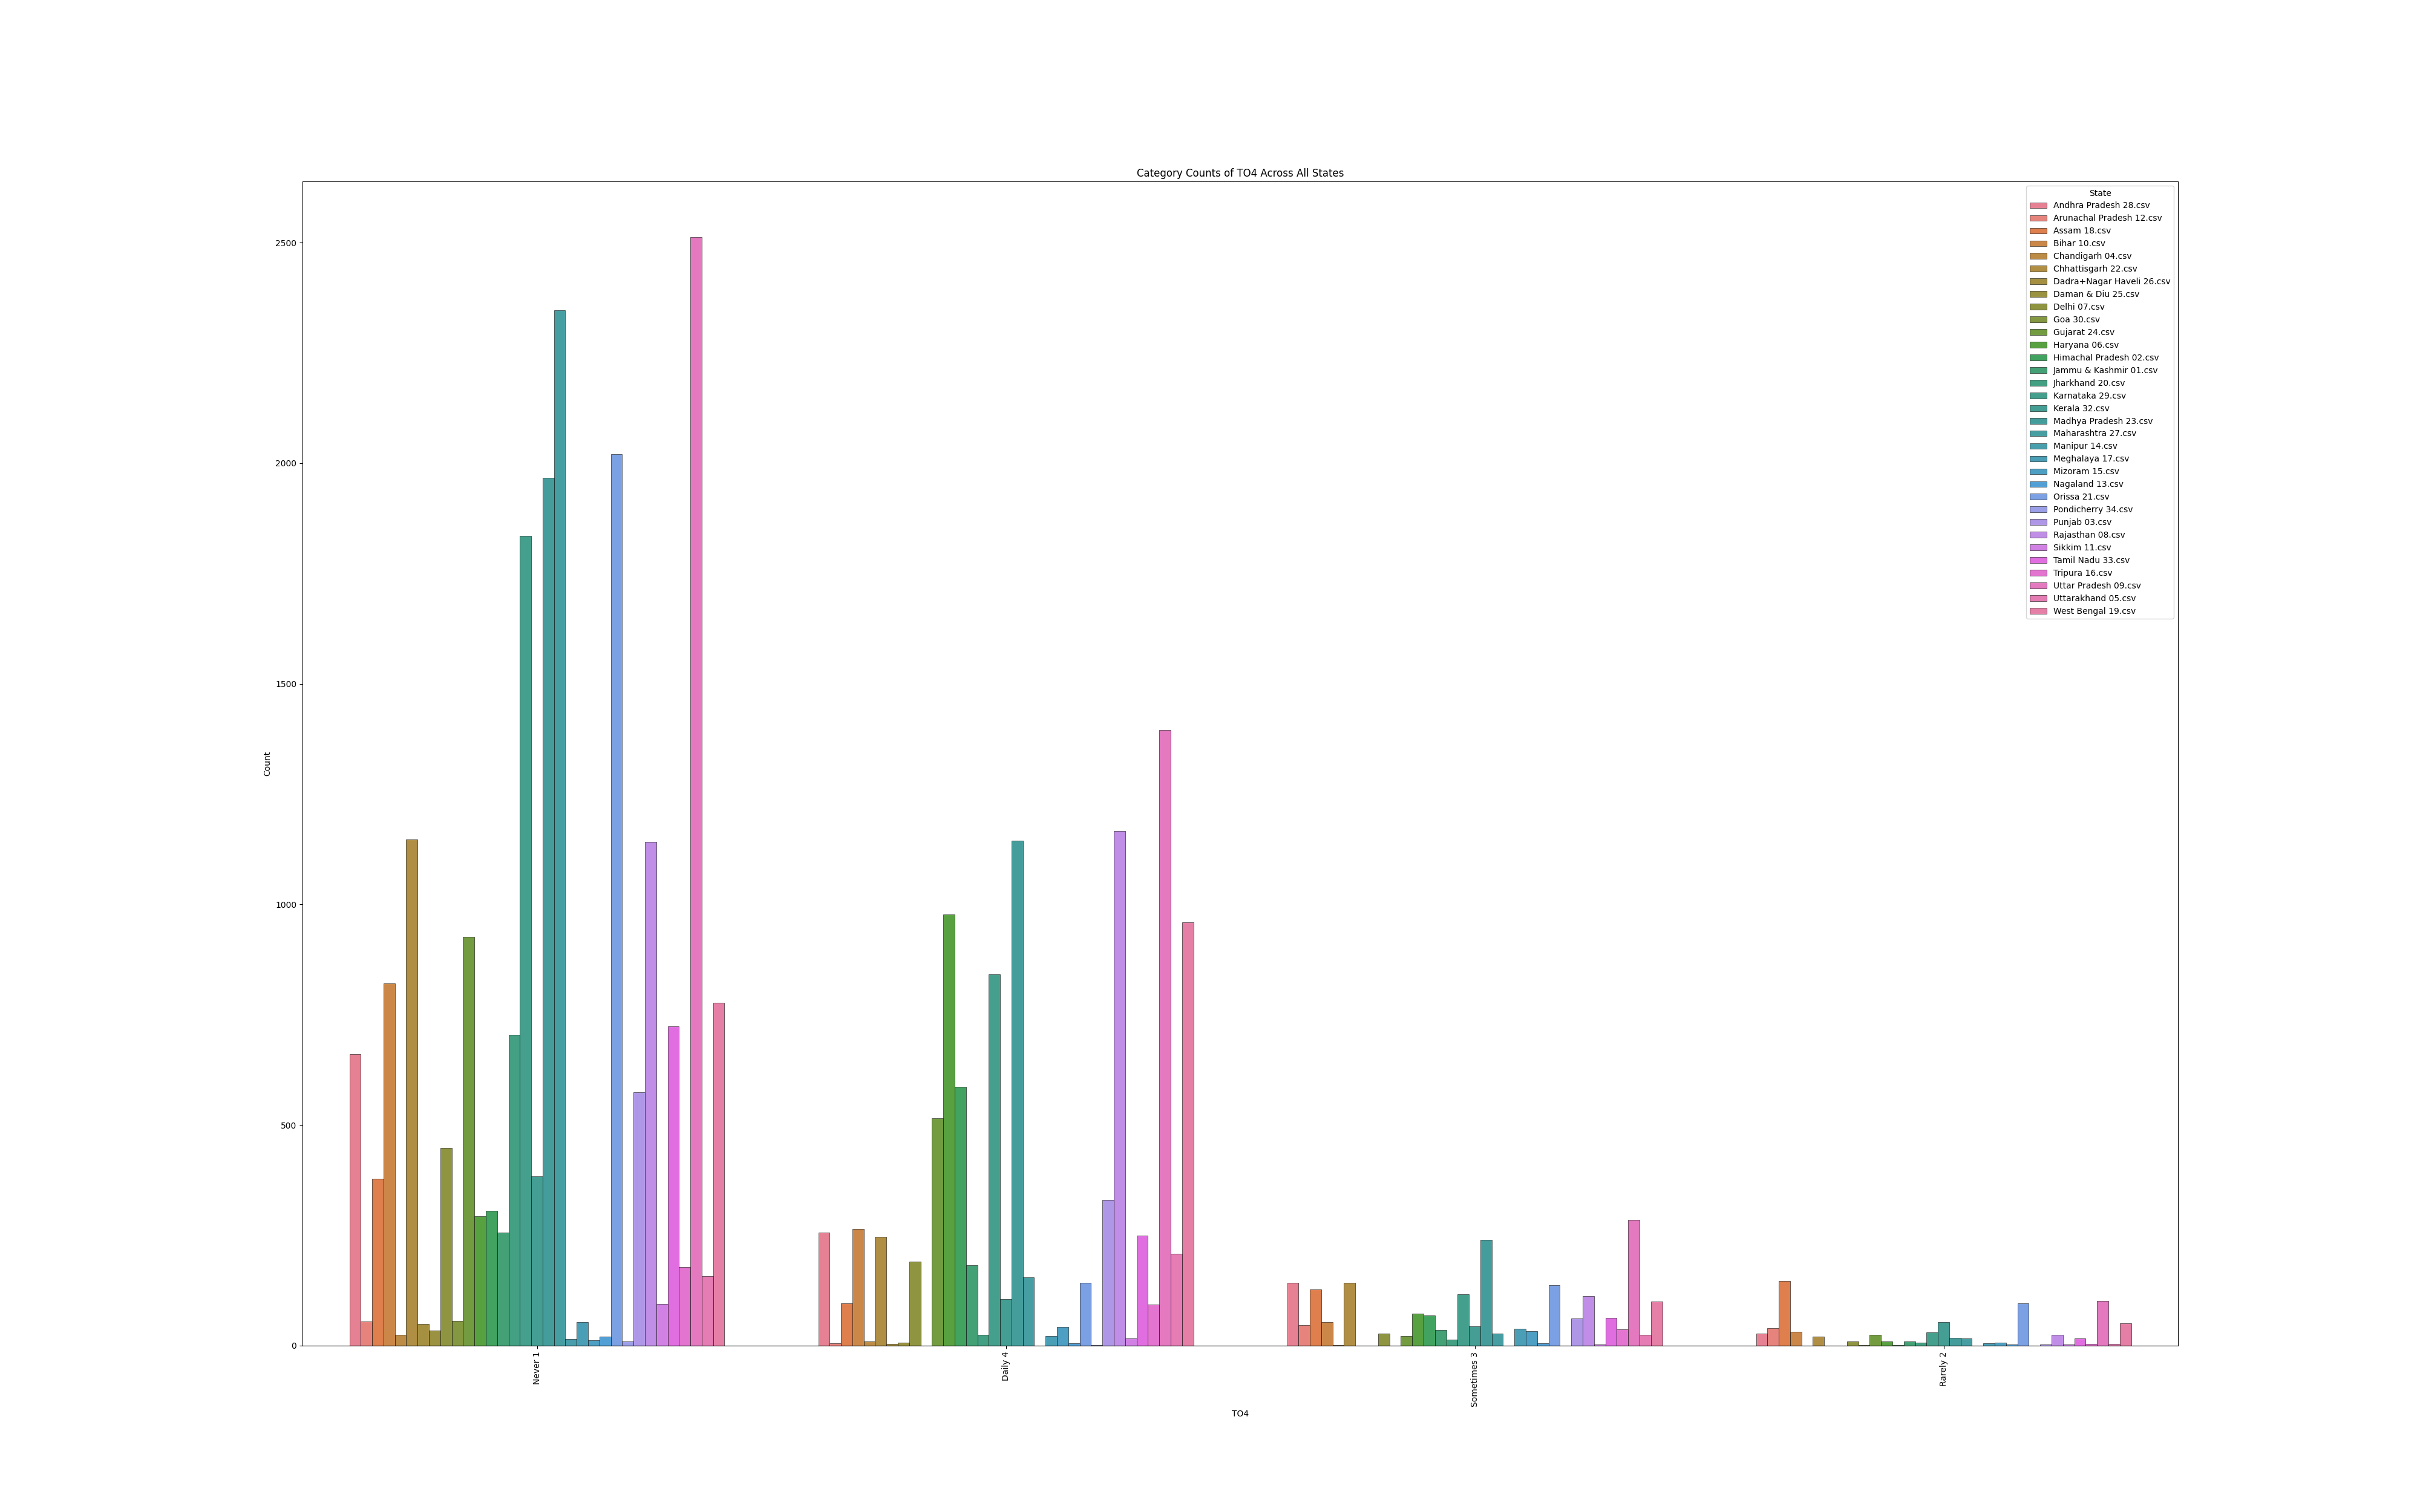 Category Counts of TO4 Across All States
State
Andhra Pradesh 28.csv
Arunachal Pradesh 12.csv
Assam 18.csv
Bihar 10.csv
Chandigarh 04.csv
Chhattisgarh 22.csv
Dadra+Nagar Haveli 26.csv
Daman & Diu 25.csv
Delhi 07.csv
Goa 30.csv
Gujarat 24.csv
Haryana 06.csv
Himachal Pradesh 02.csv
Jammu & Kashmir 01.csv
Jharkhand 20.csv
Karnataka 29.csv
Kerala 32.csv
Madhya Pradesh 23.csv
Maharashtra 27.csv
Manipur 14.csv
Meghalaya 17.csv
Mizoram 15.csv
Nagaland 13.csv
Orissa 21.csv
Pondicherry 34.csv
Punjab 03.csv
Rajasthan 08.csv
Sikkim 11.csv
Tamil Nadu 33.csv
Tripura 16.csv
Uttar Pradesh 09.csv
Uttarakhand 05.csv
West Bengal 19.csv
2500
2000
1500
1000
500
0
Count
Never 1
Daily 4
Sometimes 3
Rarely 2
TO4